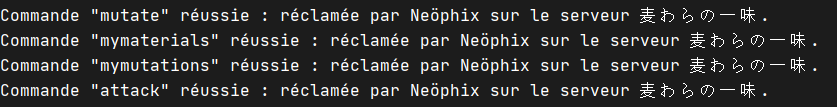 Commande "mutate" réussie : réclamée par Neöphix sur le serveur 麦わらの一味.
Commande "mymaterials" réussie : réclamée par Neöphix sur le serveur 麦わらの一味.
Commande "mymutations" réussie : réclamée par Neöphix sur le serveur 麦わらの一味.
Commande "attack" réussie : réclamée par Neöphix sur le serveur 麦わらの一味.